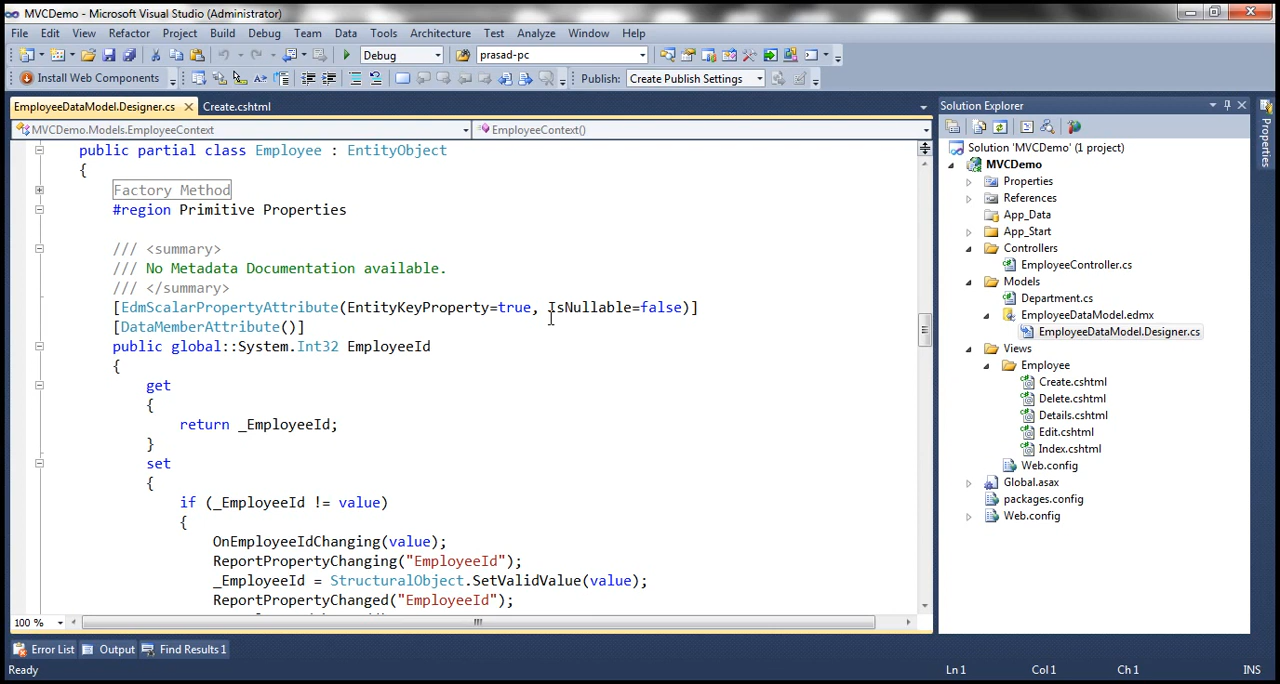 MVCDemo - Microsoft Visual Studio (Administrator)
File Edit View Refactor Project Build Debug Team Data Tools Architecture Test Analyze Window Help
Debug prasad-pc
Install Web Components Publish: Create Publish Settings
EmployeeDataModel.Designer.cs Create.cshtml
MVCDemo.Models.EmployeeContext EmployeeContext()
public partial class Employee : EntityObject
{
Factory Method
#region Primitive Properties
/// <summary>
/// No Metadata Documentation available.
/// </summary>
[EdmScalarPropertyAttribute(EntityKeyProperty=true, IsNullable=false)]
[DataMemberAttribute()]
public global::System.Int32 EmployeeId
{
get
{
return _EmployeeId;
}
set
{
if (_EmployeeId != value)
{
OnEmployeeIdChanging(value);
ReportPropertyChanging("EmployeeId");
_EmployeeId = StructuralObject.SetValidValue(value);
ReportPropertyChanged("EmployeeId");
100 %
Solution Explorer
Solution 'MVCDemo' (1 project)
MVCDemo
Properties
References
App_Data
App_Start
Controllers
EmployeeController.cs
Models
Department.cs
EmployeeDataModel.edmx
EmployeeDataModel.Designer.cs
Views
Employee
Create.cshtml
Delete.cshtml
Details.cshtml
Edit.cshtml
Index.cshtml
Web.config
Global.asax
packages.config
Web.config
Properties
Error List Output Find Results 1
Ready Ln 1 Col 1 Ch 1 INS